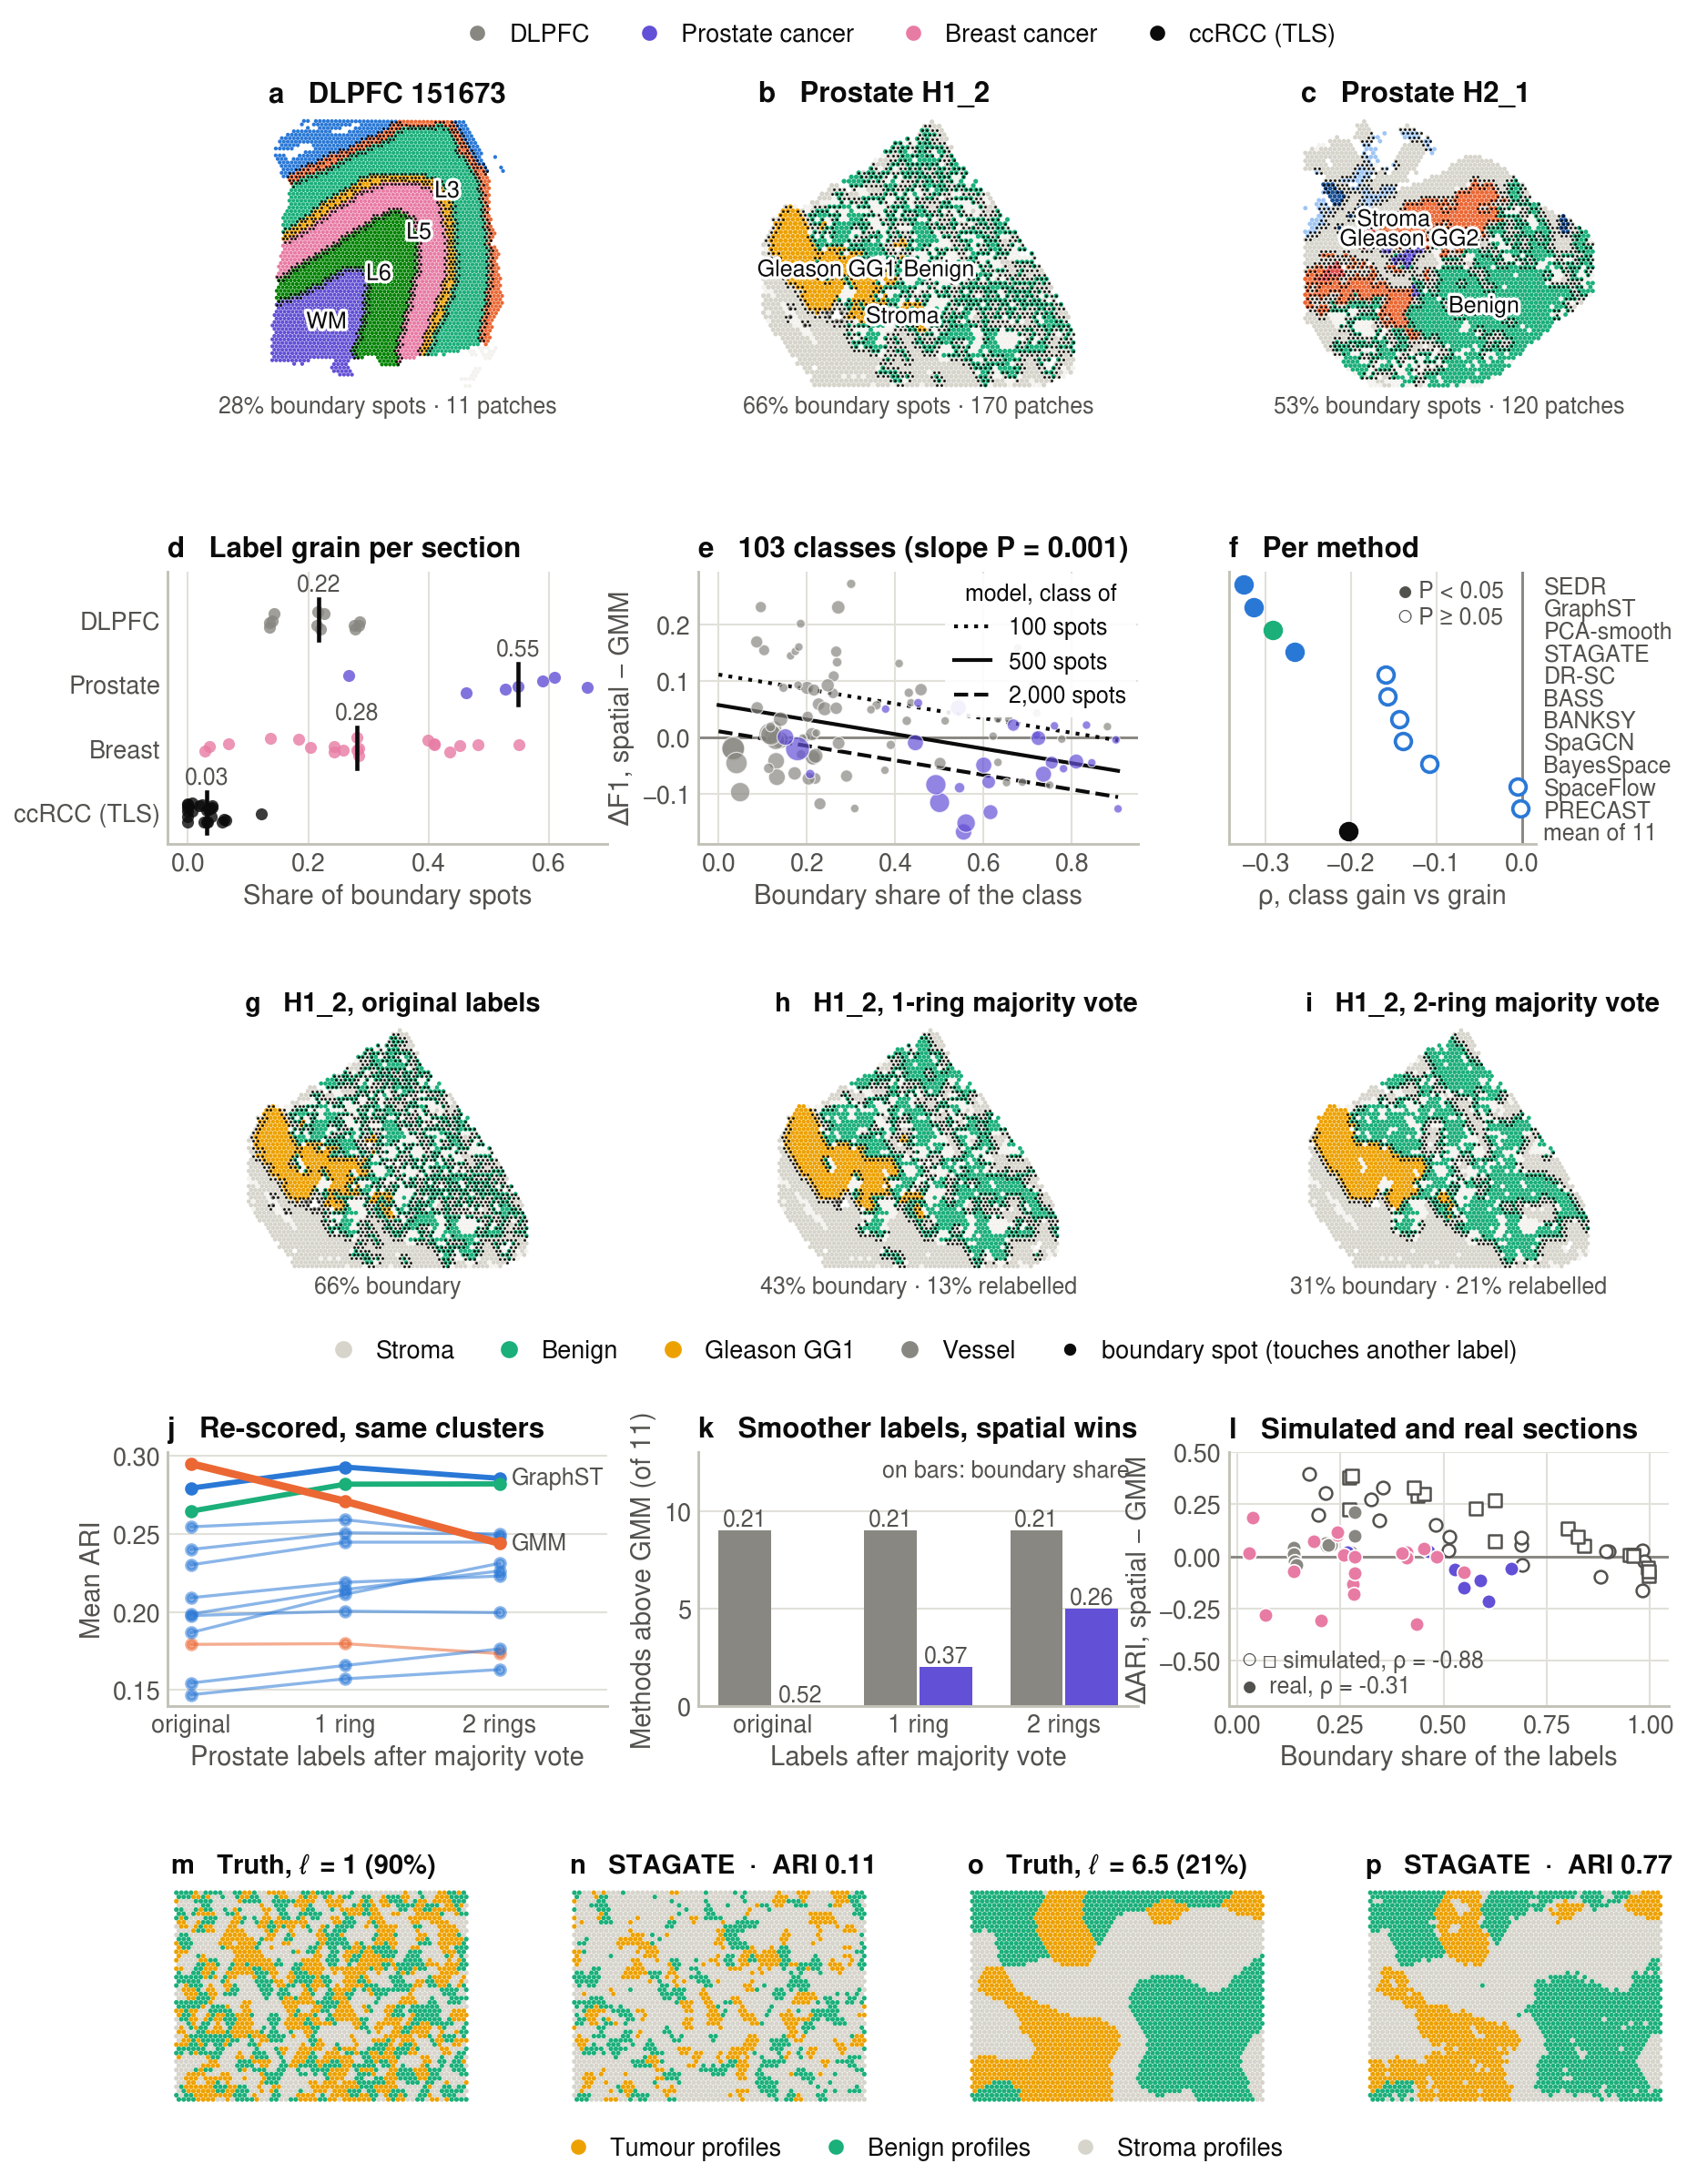 DLPFC Prostate cancer Breast cancer ccRCC (TLS)
a DLPFC 151673
L3
L5
L6
WM
28% boundary spots · 11 patches
b Prostate H1_2
Gleason GG1 Benign
Stroma
66% boundary spots · 170 patches
c Prostate H2_1
Stroma
Gleason GG2
Benign
53% boundary spots · 120 patches
d Label grain per section
0.22
DLPFC
0.55
Prostate
0.28
Breast
0.03
ccRCC (TLS)
0.0 0.2 0.4 0.6
Share of boundary spots
e 103 classes (slope P = 0.001)
model, class of
100 spots
500 spots
2,000 spots
0.2
0.1
0.0
−0.1
ΔF1, spatial − GMM
0.0 0.2 0.4 0.6 0.8
Boundary share of the class
f Per method
P < 0.05
P ≥ 0.05
SEDR
GraphST
PCA-smooth
STAGATE
DR-SC
BASS
BANKSY
SpaGCN
BayesSpace
SpaceFlow
PRECAST
mean of 11
−0.3 −0.2 −0.1 0.0
ρ, class gain vs grain
g H1_2, original labels
66% boundary
h H1_2, 1-ring majority vote
43% boundary · 13% relabelled
i H1_2, 2-ring majority vote
31% boundary · 21% relabelled
Stroma Benign Gleason GG1 Vessel boundary spot (touches another label)
j Re-scored, same clusters
0.30
0.25
0.20
0.15
Mean ARI
GraphST
GMM
original 1 ring 2 rings
Prostate labels after majority vote
k Smoother labels, spatial wins
on bars: boundary share
10
5
0
Methods above GMM (of 11)
0.21 0.21 0.21
0.52 0.37 0.26
original 1 ring 2 rings
Labels after majority vote
l Simulated and real sections
0.50
0.25
0.00
−0.25
−0.50
ΔARI, spatial − GMM
simulated, ρ = -0.88
real, ρ = -0.31
0.00 0.25 0.50 0.75 1.00
Boundary share of the labels
m Truth, ℓ = 1 (90%)
n STAGATE · ARI 0.11
o Truth, ℓ = 6.5 (21%)
p STAGATE · ARI 0.77
Tumour profiles Benign profiles Stroma profiles